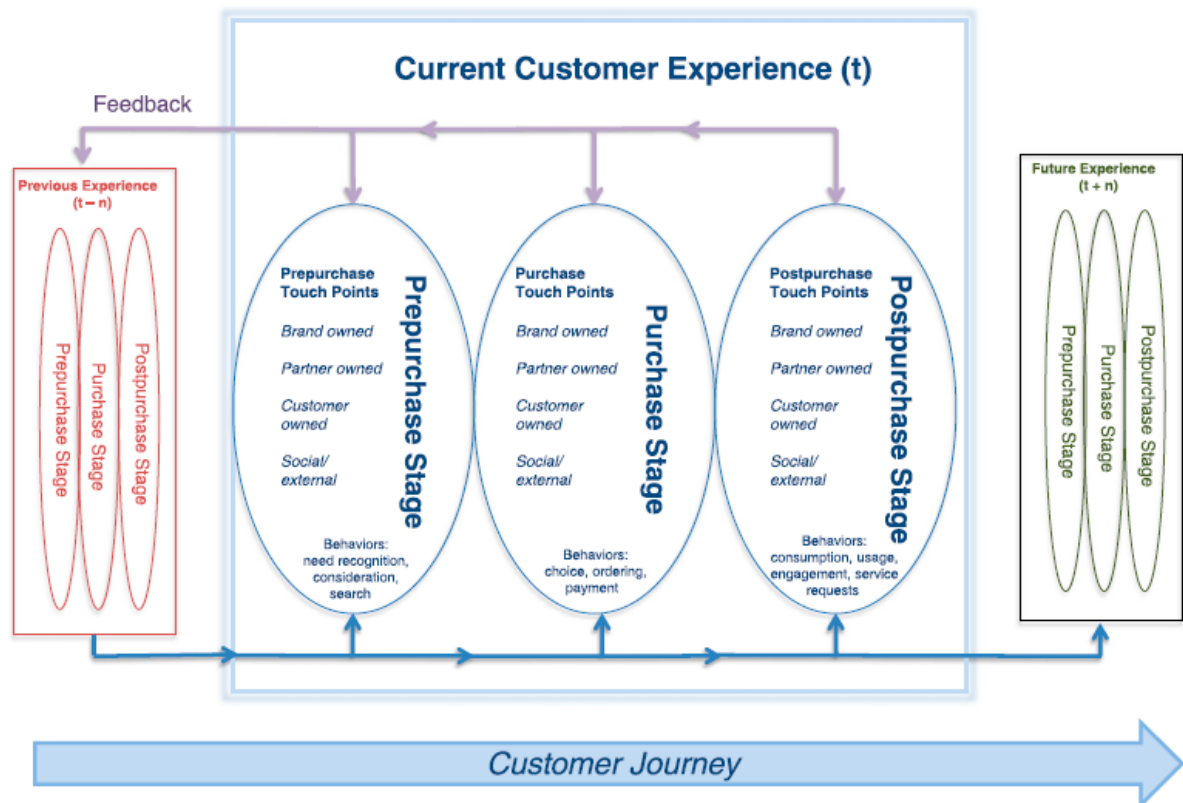 Current Customer Experience (t)
Feedback
Previous Experience
(t – n)
Prepurchase Stage
Purchase Stage
Postpurchase Stage
Prepurchase
Touch Points
Brand owned
Partner owned
Customer
owned
Social/
external
Prepurchase Stage
Behaviors:
need recognition,
consideration,
search
Purchase
Touch Points
Brand owned
Partner owned
Customer
owned
Social/
external
Purchase Stage
Behaviors:
choice, ordering,
payment
Postpurchase
Touch Points
Brand owned
Partner owned
Customer
owned
Social/
external
Postpurchase Stage
Behaviors:
consumption, usage,
engagement, service
requests
Future Experience
(t + n)
Prepurchase Stage
Purchase Stage
Postpurchase Stage
Customer Journey